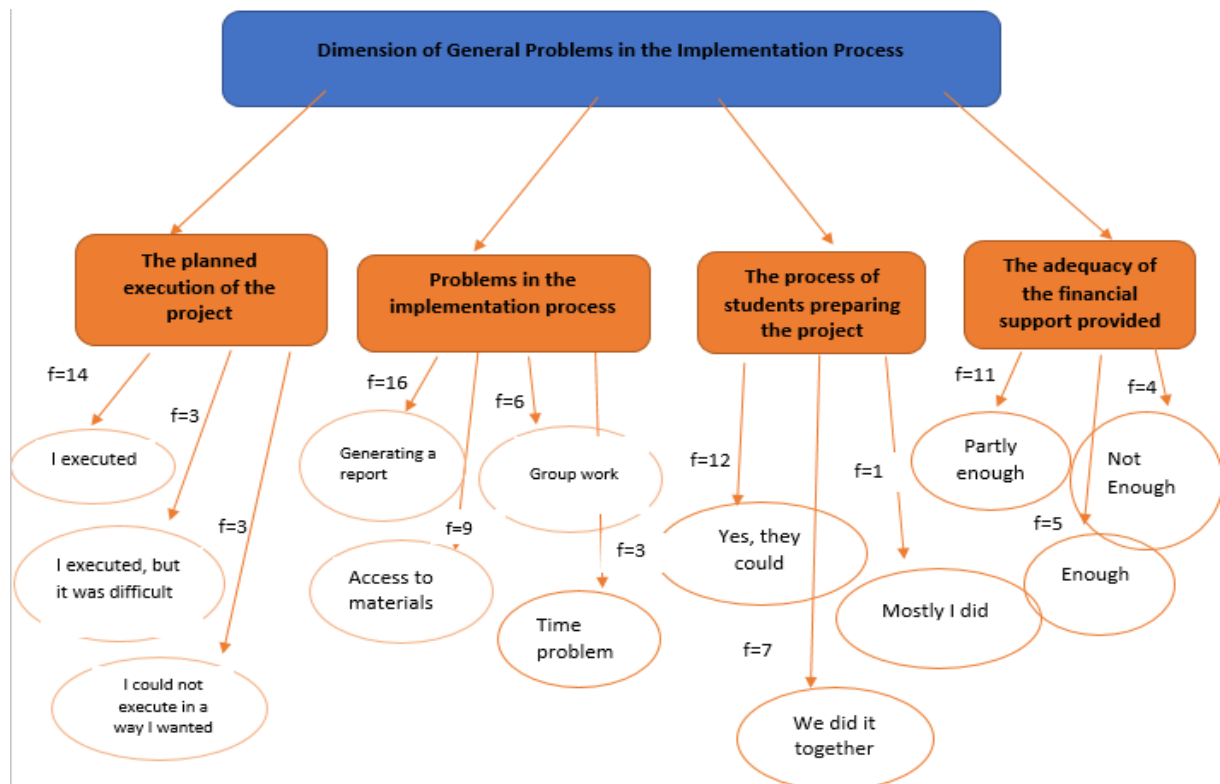 Dimension of General Problems in the Implementation Process
The planned
execution of the
project
Problems in the
implementation process
The process of
students preparing
the project
The adequacy of
the financial
support provided
f=14
f=3
f=3
f=16
f=6
f=9
f=3
f=12
f=1
f=7
f=11
f=4
f=5
I executed
I executed, but
it was difficult
I could not
execute in a
way I wanted
Generating a
report
Group work
Access to
materials
Time
problem
Yes, they
could
Mostly I did
We did it
together
Partly
enough
Not
Enough
Enough